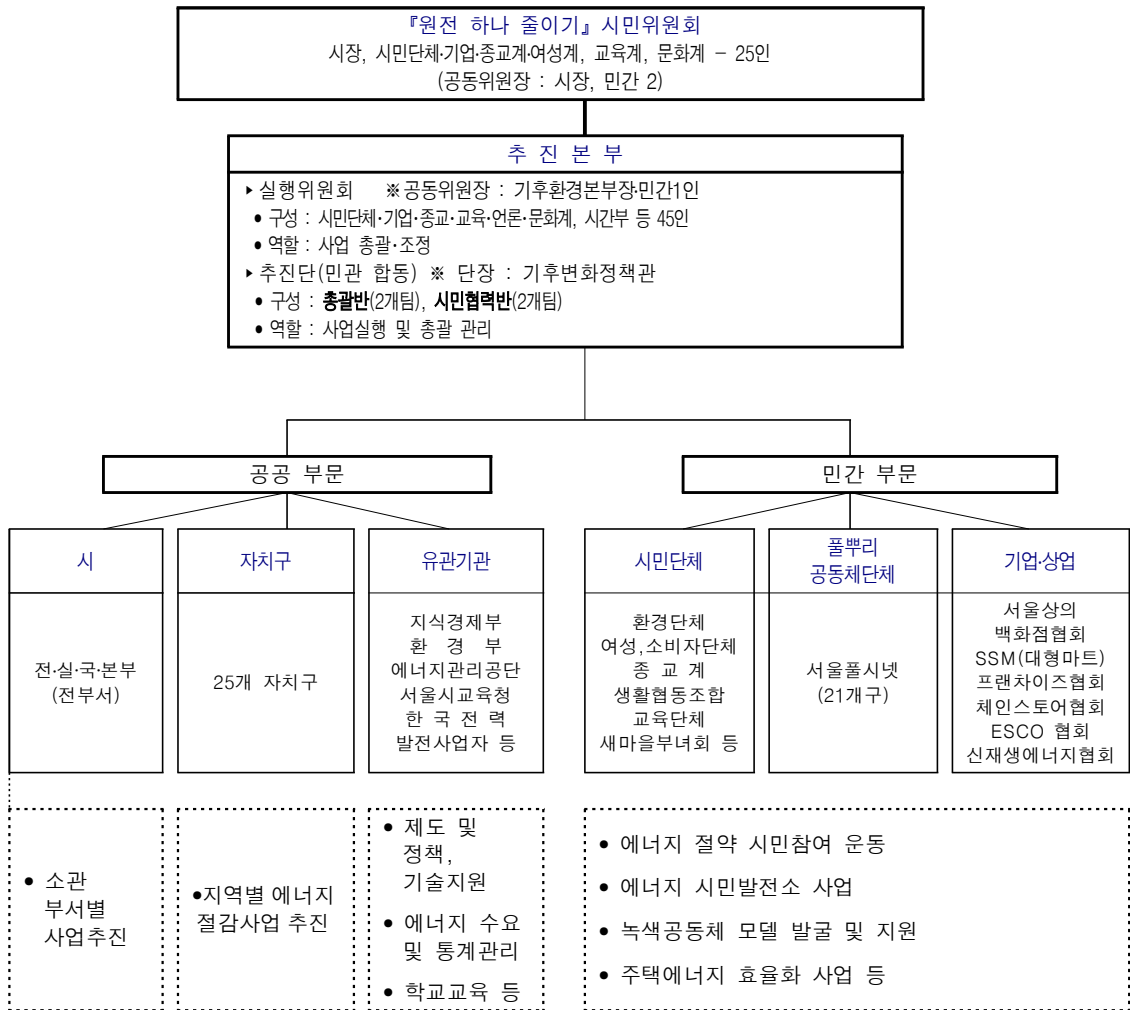 『원전 하나 줄이기』 시민위원회
시장, 시민단체·기업·종교계·여성계, 교육계, 문화계 - 25인
(공동위원장 : 시장, 민간 2)
추 진 본 부
▸실행위원회 ※공동위원장 : 기후환경본부장·민간1인
• 구성 : 시민단체·기업·종교·교육·언론·문화계, 시간부 등 45인
• 역할 : 사업 총괄·조정
▸추진단(민관 합동) ※ 단장 : 기후변화정책관
• 구성 : 총괄반(2개팀), 시민협력반(2개팀)
• 역할 : 사업실행 및 총괄 관리
공공 부문
민간 부문
시
자치구
유관기관
시민단체
풀뿌리
공동체단체
기업·상업
전·실·국·본부
(전부서)
25개 자치구
지식경제부
환 경 부
에너지관리공단
서울시교육청
한 국 전 력
발전사업자 등
환경단체
여성,소비자단체
종 교 계
생활협동조합
교육단체
새마을부녀회 등
서울풀시넷
(21개구)
서울상의
백화점협회
SSM(대형마트)
프랜차이즈협회
체인스토어협회
ESCO 협회
신재생에너지협회
• 소관
부서별
사업추진
•지역별 에너지
절감사업 추진
• 제도 및
정책,
기술지원
• 에너지 수요
및 통계관리
• 학교교육 등
• 에너지 절약 시민참여 운동
• 에너지 시민발전소 사업
• 녹색공동체 모델 발굴 및 지원
• 주택에너지 효율화 사업 등